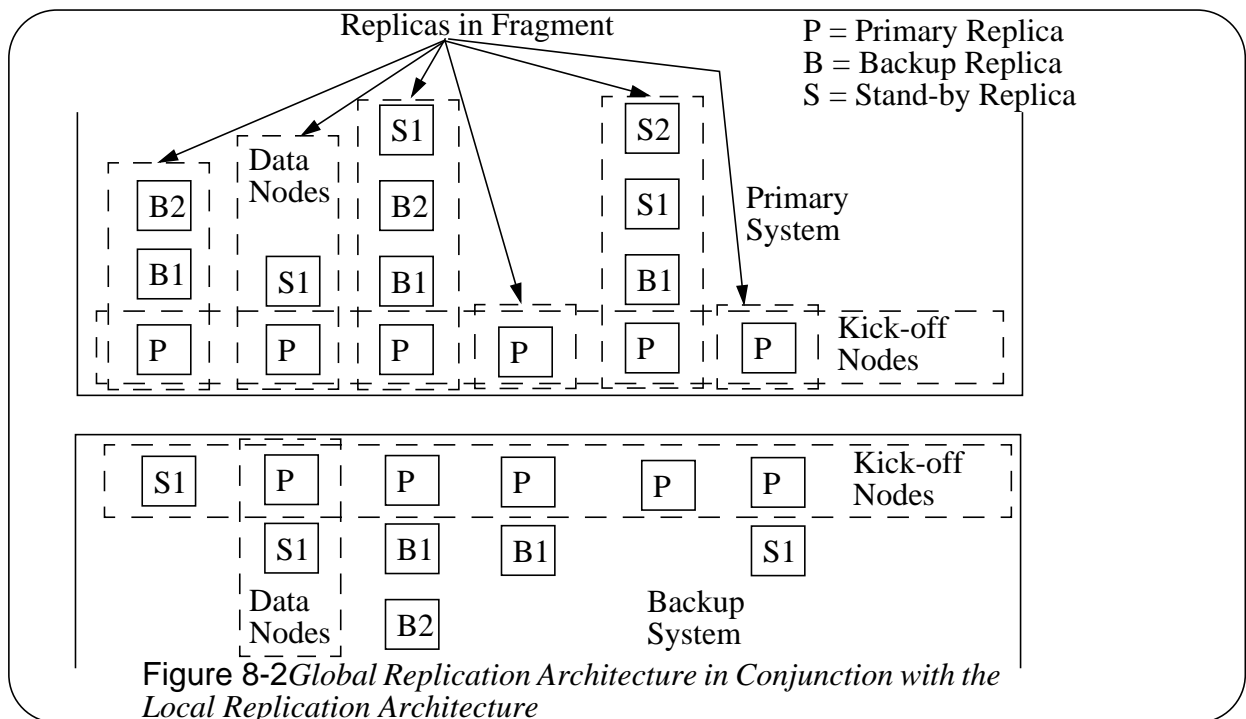 Replicas in Fragment
P = Primary Replica
B = Backup Replica
S = Stand-by Replica
S1
S2
Data
Nodes
B2
B2
S1
Primary
System
B1
S1
B1
B1
P
P
P
P
P
P
Kick-off
Nodes
S1
P
P
P
P
P
Kick-off
Nodes
S1
B1
B1
S1
Data
Nodes
B2
Backup
System
Figure 8-2Global Replication Architecture in Conjunction with the
Local Replication Architecture